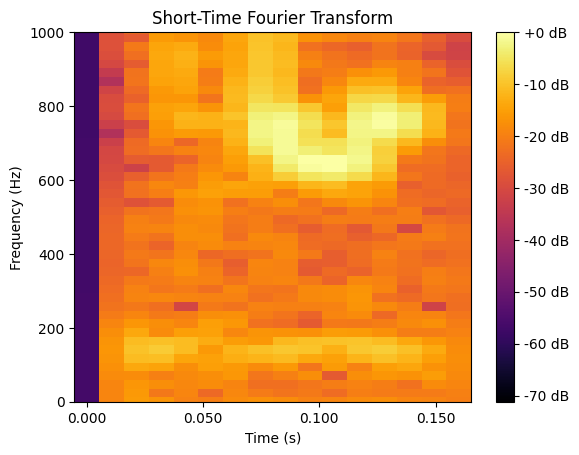 Short-Time Fourier Transform
Frequency (Hz)
1000
800
600
400
200
0
0.000
0.050
0.100
0.150
Time (s)
+0 dB
-10 dB
-20 dB
-30 dB
-40 dB
-50 dB
-60 dB
-70 dB